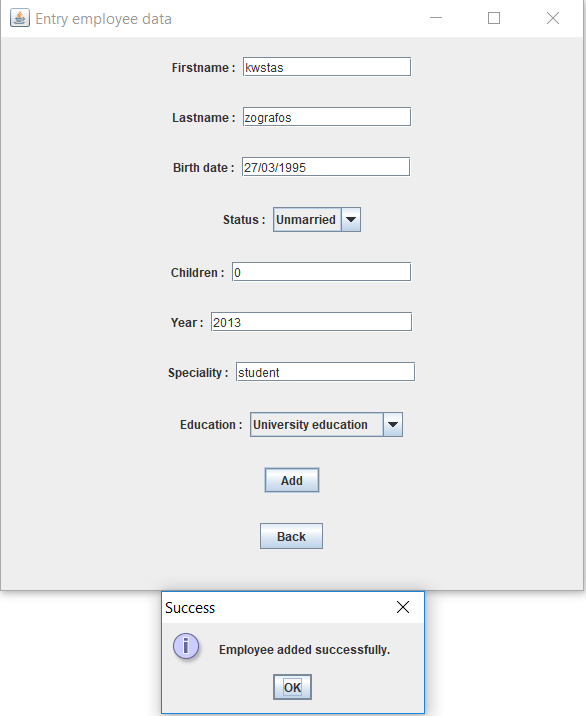 Entry employee data
Firstname : kwstas
Lastname : zografos
Birth date : 27/03/1995
Status : Unmarried
Children : 0
Year : 2013
Speciality : student
Education : University education
Add
Back
Success
i
Employee added successfully.
OK